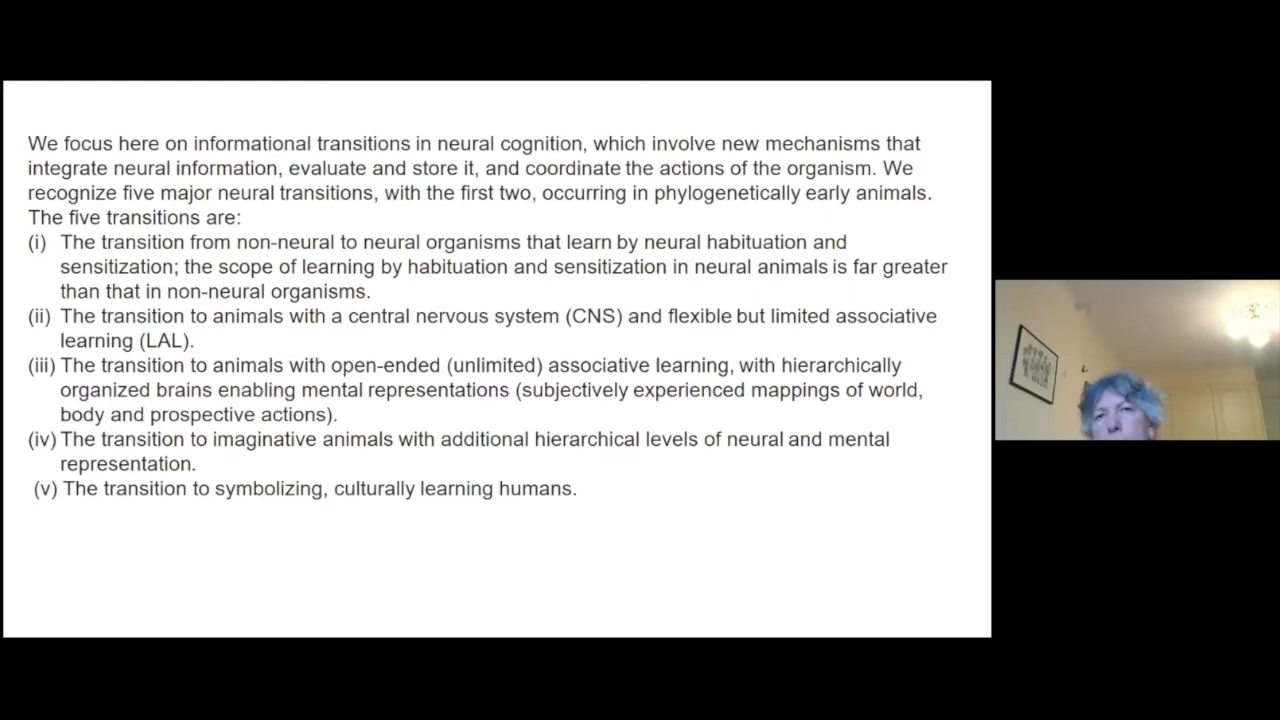 We focus here on informational transitions in neural cognition, which involve new mechanisms that
integrate neural information, evaluate and store it, and coordinate the actions of the organism. We
recognize five major neural transitions, with the first two, occurring in phylogenetically early animals.
The five transitions are:
(i) The transition from non-neural to neural organisms that learn by neural habituation and
sensitization; the scope of learning by habituation and sensitization in neural animals is far greater
than that in non-neural organisms.
(ii) The transition to animals with a central nervous system (CNS) and flexible but limited associative
learning (LAL).
(iii) The transition to animals with open-ended (unlimited) associative learning, with hierarchically
organized brains enabling mental representations (subjectively experienced mappings of world,
body and prospective actions).
(iv) The transition to imaginative animals with additional hierarchical levels of neural and mental
representation.
(v) The transition to symbolizing, culturally learning humans.